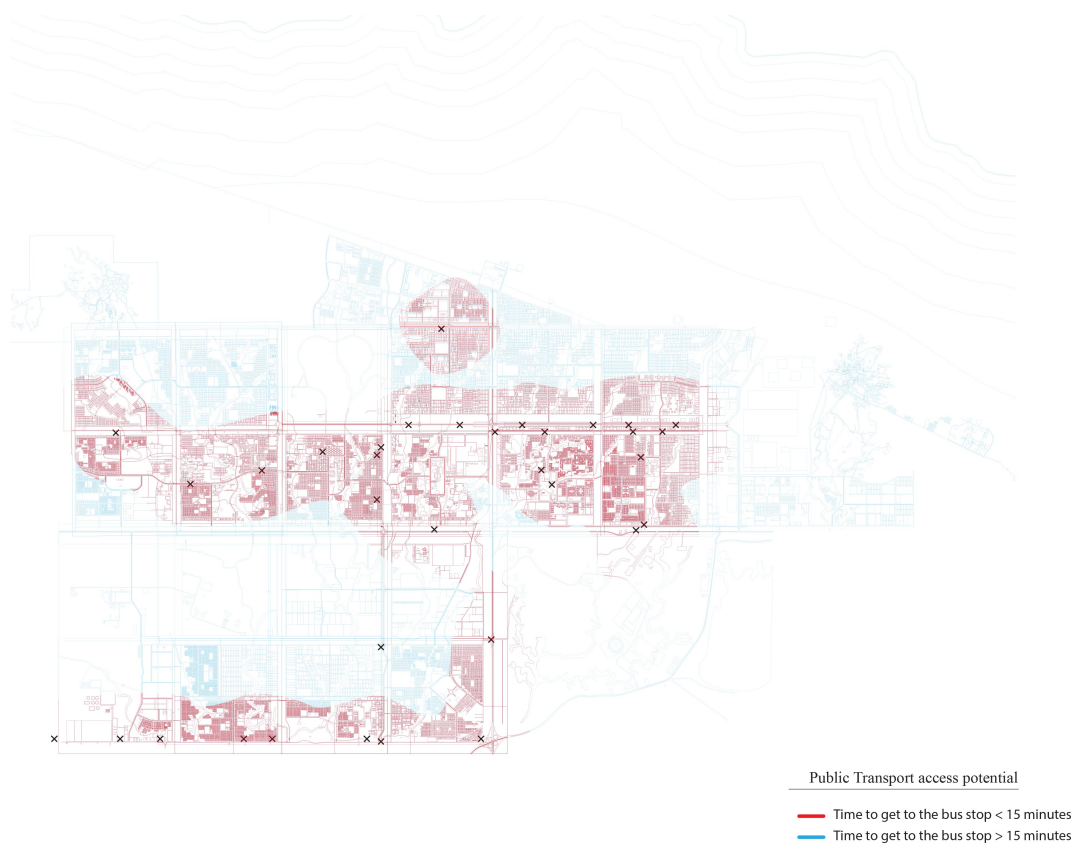 Public Transport access potential
Time to get to the bus stop < 15 minutes
Time to get to the bus stop > 15 minutes